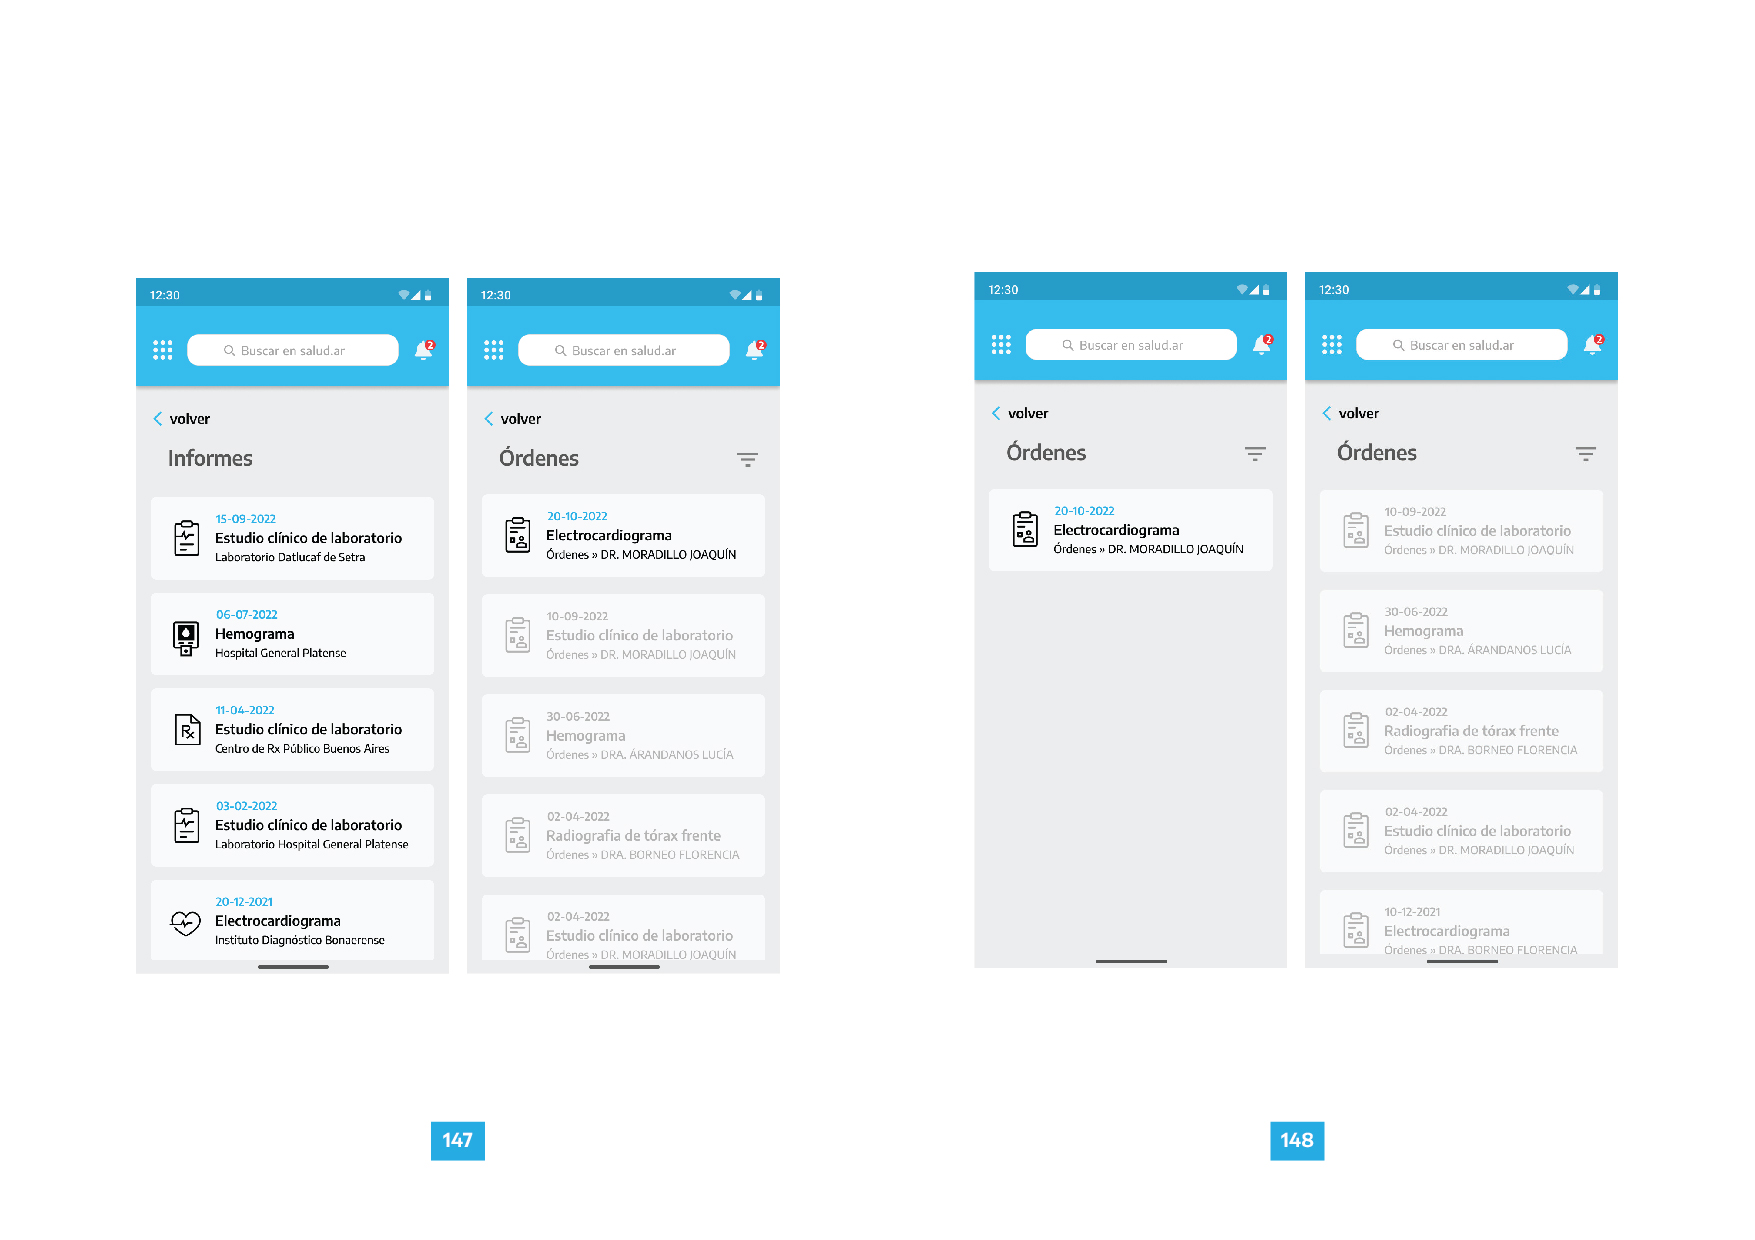 12:30
Buscar en salud.ar
2
volver
Informes
15-09-2022
Estudio clínico de laboratorio
Laboratorio Datlucaf de Setra
06-07-2022
Hemograma
Hospital General Platense
11-04-2022
Estudio clínico de laboratorio
Centro de Rx Público Buenos Aires
03-02-2022
Estudio clínico de laboratorio
Laboratorio Hospital General Platense
20-12-2021
Electrocardiograma
Instituto Diagnóstico Bonaerense
12:30
Buscar en salud.ar
2
volver
Órdenes
20-10-2022
Electrocardiograma
Órdenes » DR. MORADILLO JOAQUÍN
10-09-2022
Estudio clínico de laboratorio
Órdenes » DR. MORADILLO JOAQUÍN
30-06-2022
Hemograma
Órdenes » DRA. ÁRANDANOS LUCÍA
02-04-2022
Radiografia de tórax frente
Órdenes » DRA. BORNEO FLORENCIA
02-04-2022
Estudio clínico de laboratorio
Órdenes » DR. MORADILLO JOAQUÍN
147
12:30
Buscar en salud.ar
2
volver
Órdenes
20-10-2022
Electrocardiograma
Órdenes » DR. MORADILLO JOAQUÍN
12:30
Buscar en salud.ar
2
volver
Órdenes
10-09-2022
Estudio clínico de laboratorio
Órdenes » DR. MORADILLO JOAQUÍN
30-06-2022
Hemograma
Órdenes » DRA. ÁRANDANOS LUCÍA
02-04-2022
Radiografia de tórax frente
Órdenes » DRA. BORNEO FLORENCIA
02-04-2022
Estudio clínico de laboratorio
Órdenes » DR. MORADILLO JOAQUÍN
10-12-2021
Electrocardiograma
Órdenes » DRA. BORNEO FLORENCIA
148